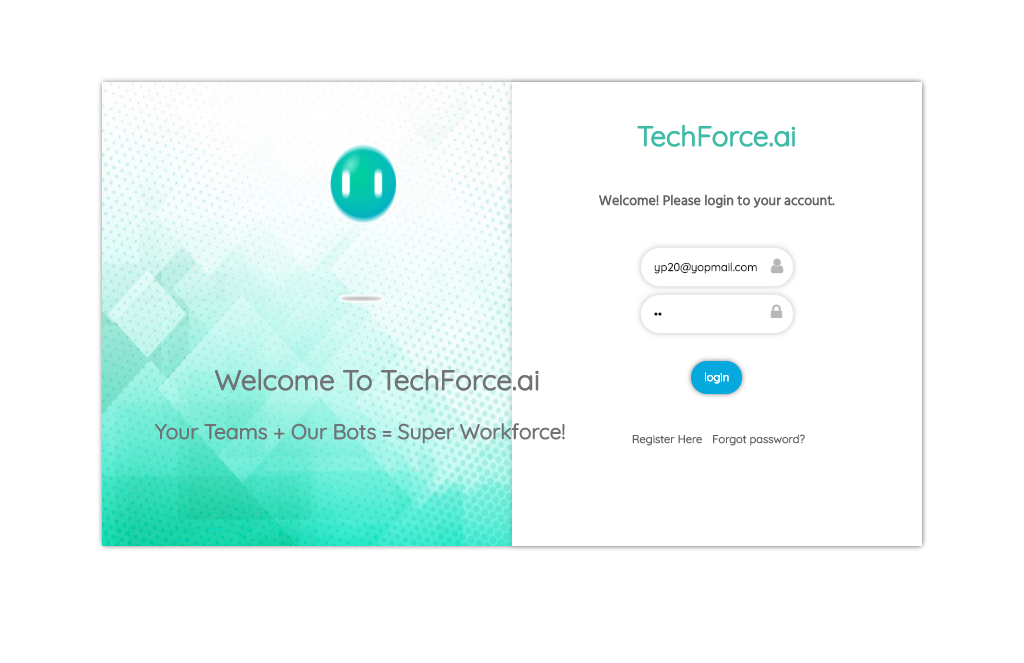 Welcome To TechForce.ai
Your Teams + Our Bots = Super Workforce!
TechForce.ai
Welcome! Please login to your account.
yp20@yopmail.com
••
login
Register Here Forgot password?